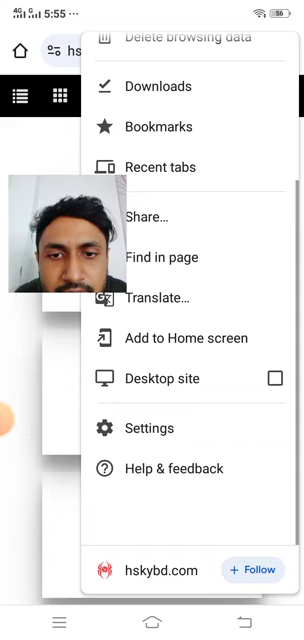 4G G 5:55 ... 56
hs
Delete browsing data
Downloads
Bookmarks
Recent tabs
Share...
Find in page
Translate...
Add to Home screen
Desktop site
Settings
Help & feedback
hskybd.com + Follow